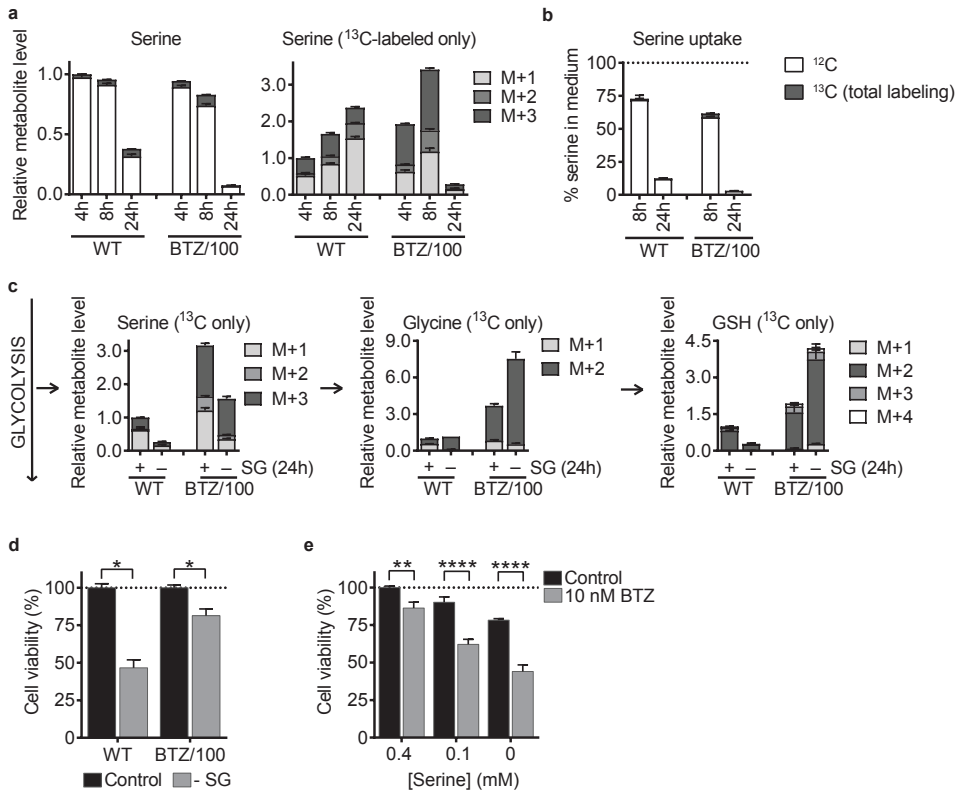 a
Serine
Relative metabolite level
1.0
0.5
0.0
4h
8h
24h
4h
8h
24h
WT
BTZ/100
Serine (¹³C-labeled only)
3.0
2.0
1.0
0.0
M+1
M+2
M+3
4h
8h
24h
4h
8h
24h
WT
BTZ/100
b
Serine uptake
% serine in medium
100
75
50
25
0
¹²C
¹³C (total labeling)
8h
24h
8h
24h
WT
BTZ/100
c
GLYCOLYSIS
Serine (¹³C only)
Relative metabolite level
3.0
2.0
1.0
0.0
M+1
M+2
M+3
+ – + – SG (24h)
WT BTZ/100
Glycine (¹³C only)
Relative metabolite level
9.0
6.0
3.0
0.0
M+1
M+2
+ – + – SG (24h)
WT BTZ/100
GSH (¹³C only)
Relative metabolite level
4.5
3.0
1.5
0.0
M+1
M+2
M+3
M+4
+ – + – SG (24h)
WT BTZ/100
d
Cell viability (%)
100
75
50
25
0
* *
WT BTZ/100
Control - SG
e
Cell viability (%)
100
75
50
25
0
** **** ****
Control
10 nM BTZ
0.4 0.1 0
[Serine] (mM)